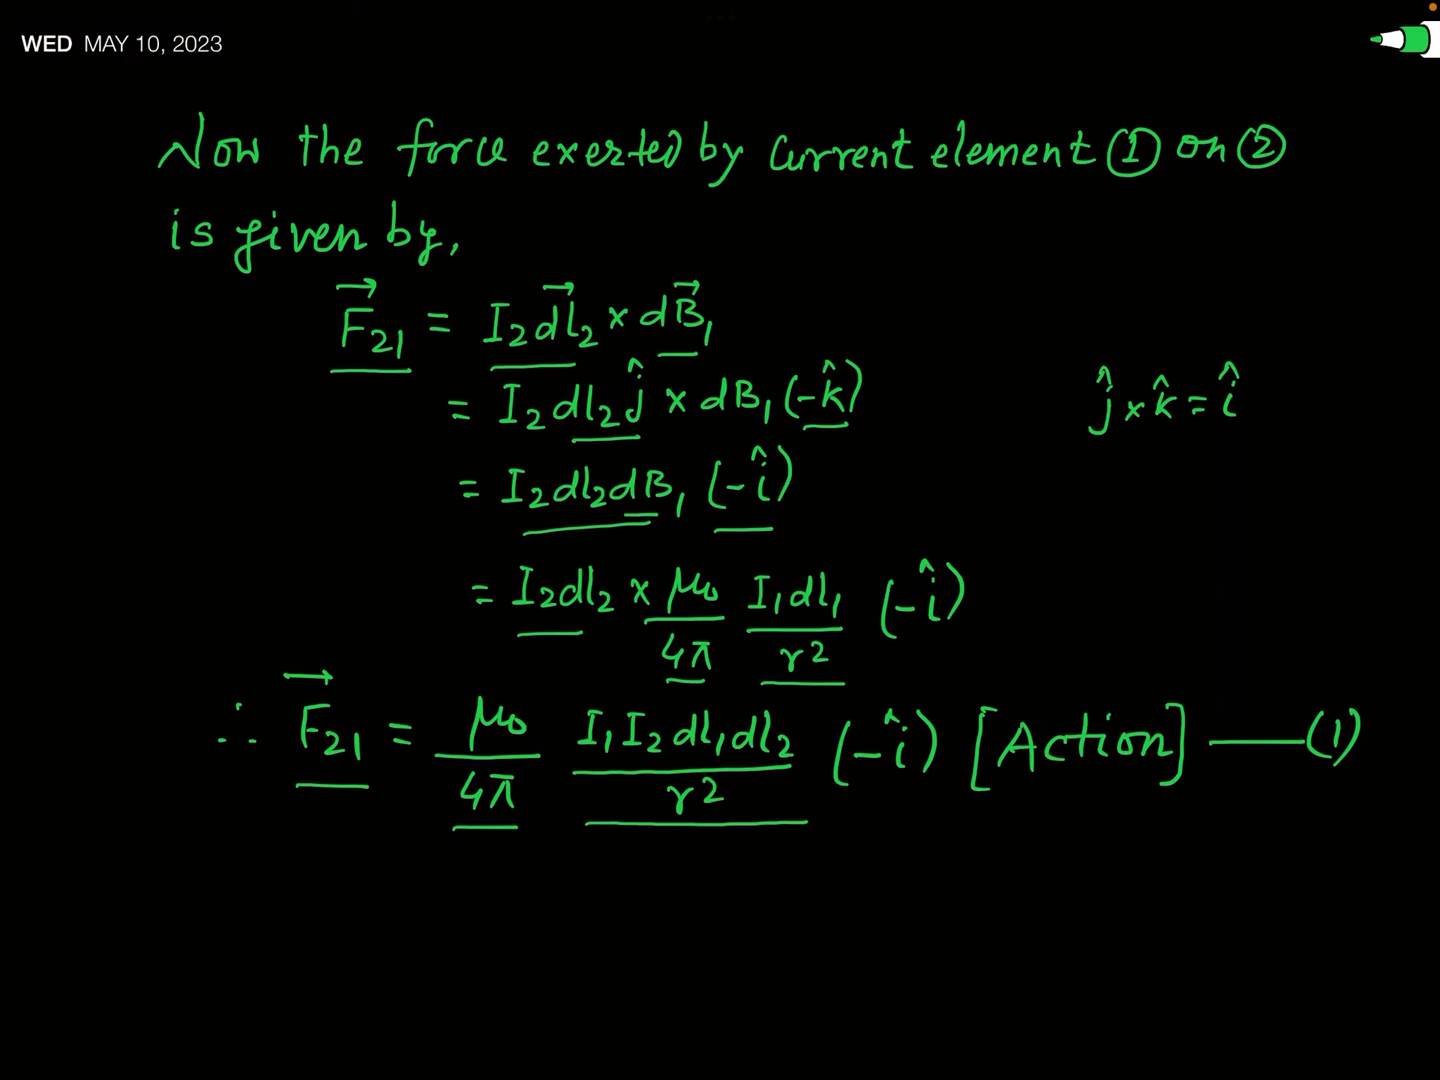 WED MAY 10, 2023
Now the force exerted by current element ① on ②
is given by,
F⃗₂₁ = I₂dl⃗₂ × dB⃗₁
= I₂dl₂ĵ × dB₁(-k̂)
ĵ × k̂ = î
= I₂dl₂dB₁ (-î)
= I₂dl₂ × μ₀/4π I₁dl₁/r² (-î)
∴ F⃗₂₁ = μ₀/4π I₁I₂dl₁dl₂/r² (-î) [Action] —(1)